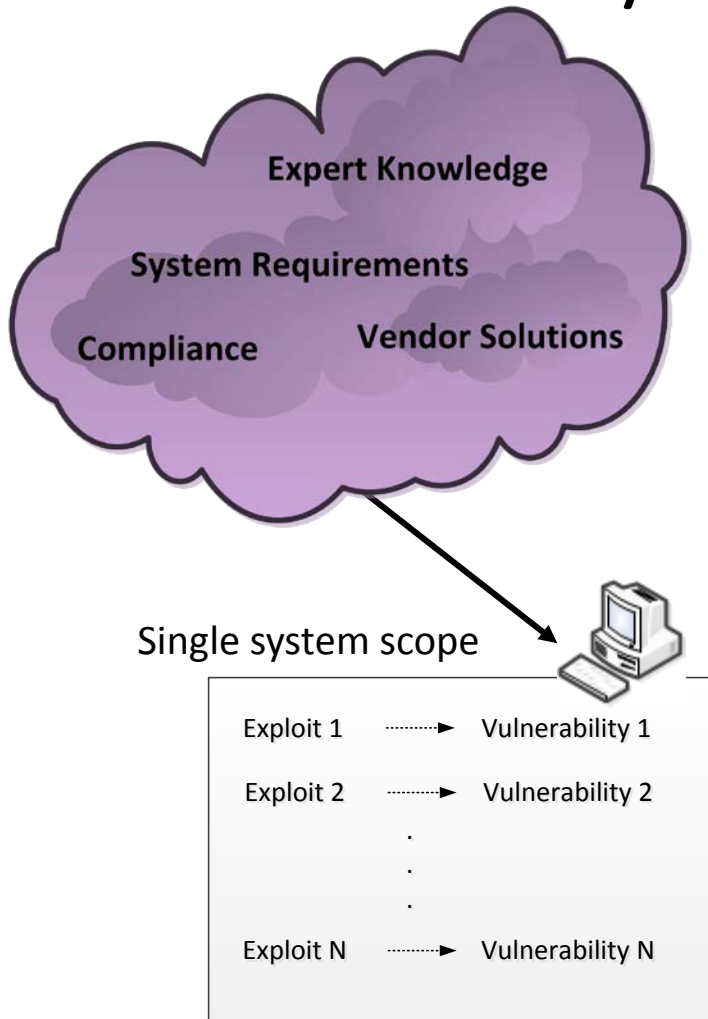 Expert Knowledge
System Requirements
Vendor Solutions
Compliance
Single system scope
Exploit 1 Vulnerability 1
Exploit 2 Vulnerability 2
.
.
.
Exploit N Vulnerability N